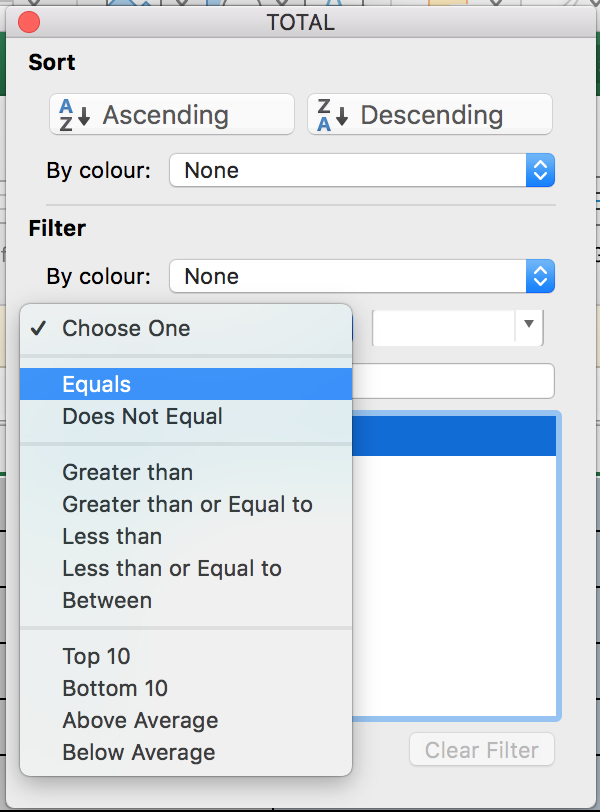 TOTAL
Sort
Ascending
Descending
By colour: None
Filter
By colour: None
✓ Choose One
Equals
Does Not Equal
Greater than
Greater than or Equal to
Less than
Less than or Equal to
Between
Top 10
Bottom 10
Above Average
Below Average
Clear Filter